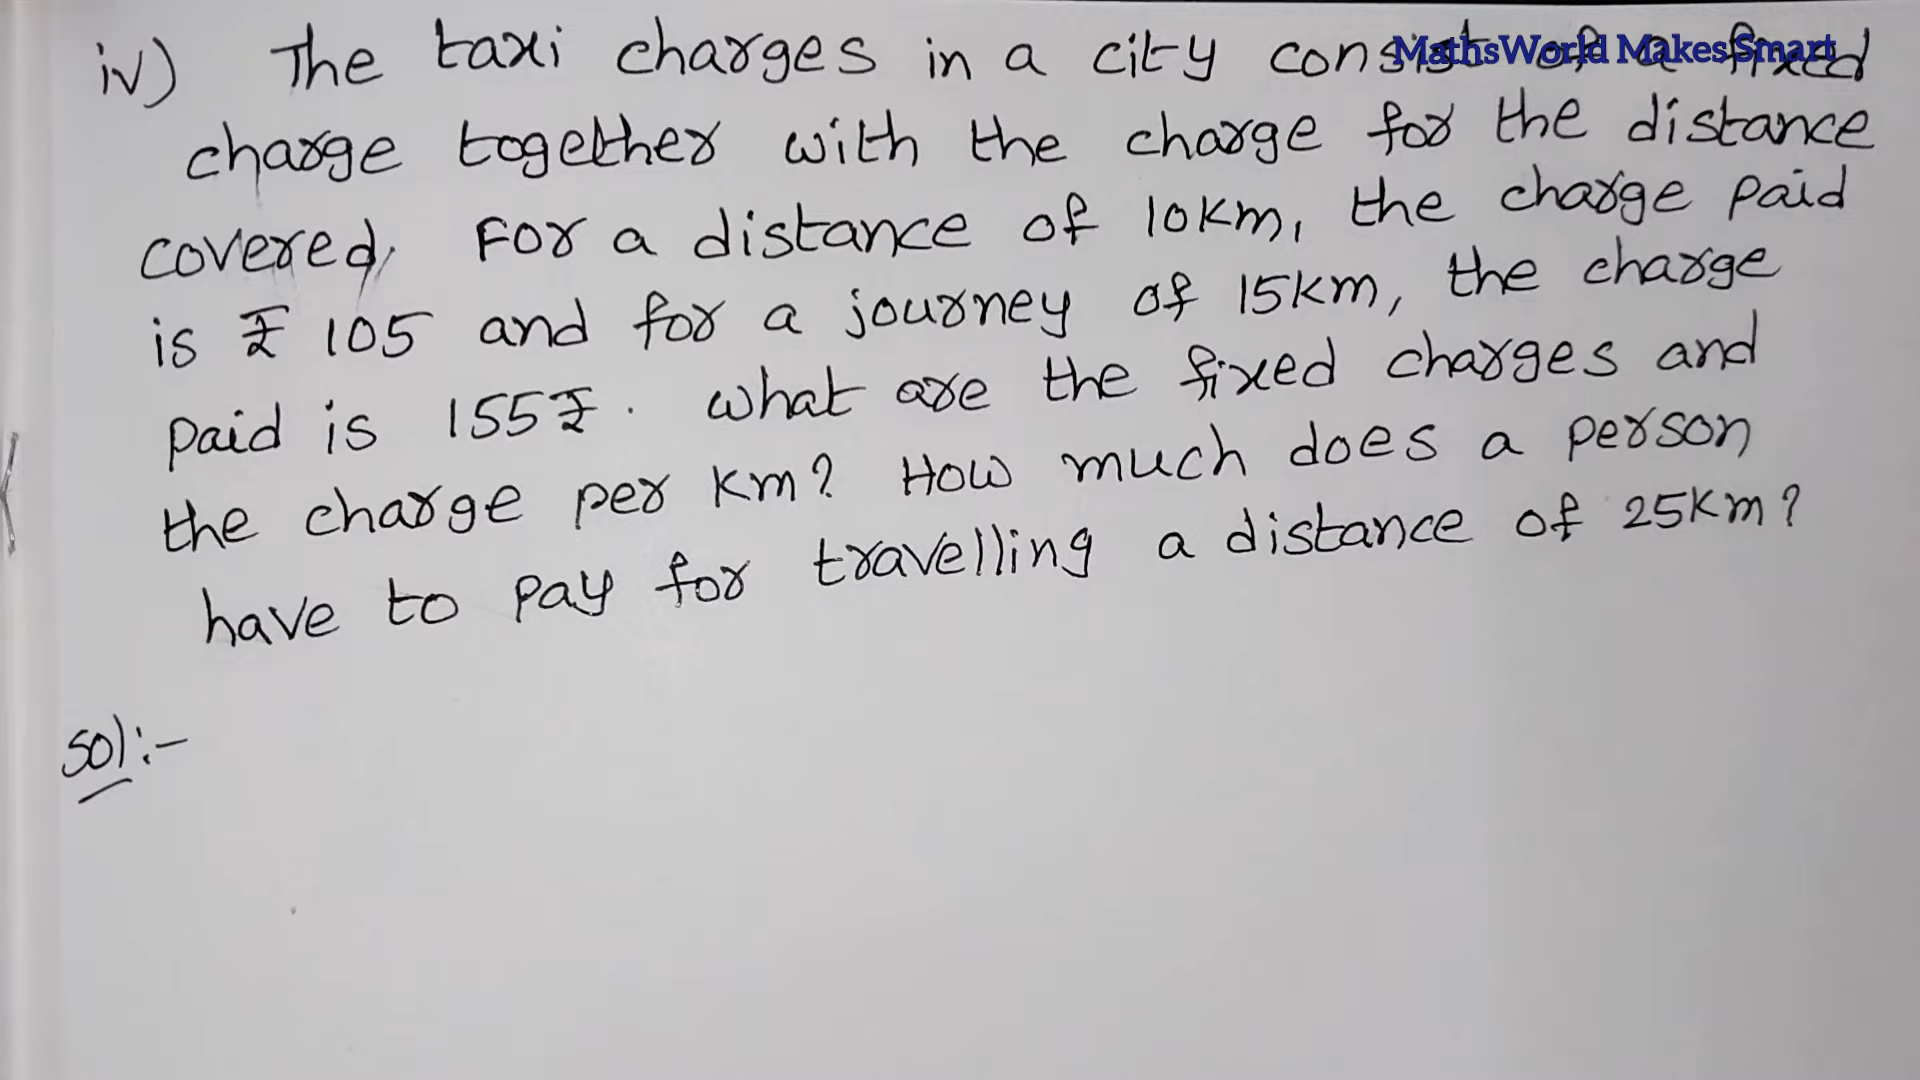 MathsWorld Makes Smart
iv) The taxi charges in a city consist of a fixed
charge together with the charge for the distance
covered, For a distance of 10km, the charge paid
is ₹ 105 and for a journey of 15km, the charge
paid is 155₹. what are the fixed charges and
the charge per km? How much does a person
have to pay for travelling a distance of 25km?
Sol:-